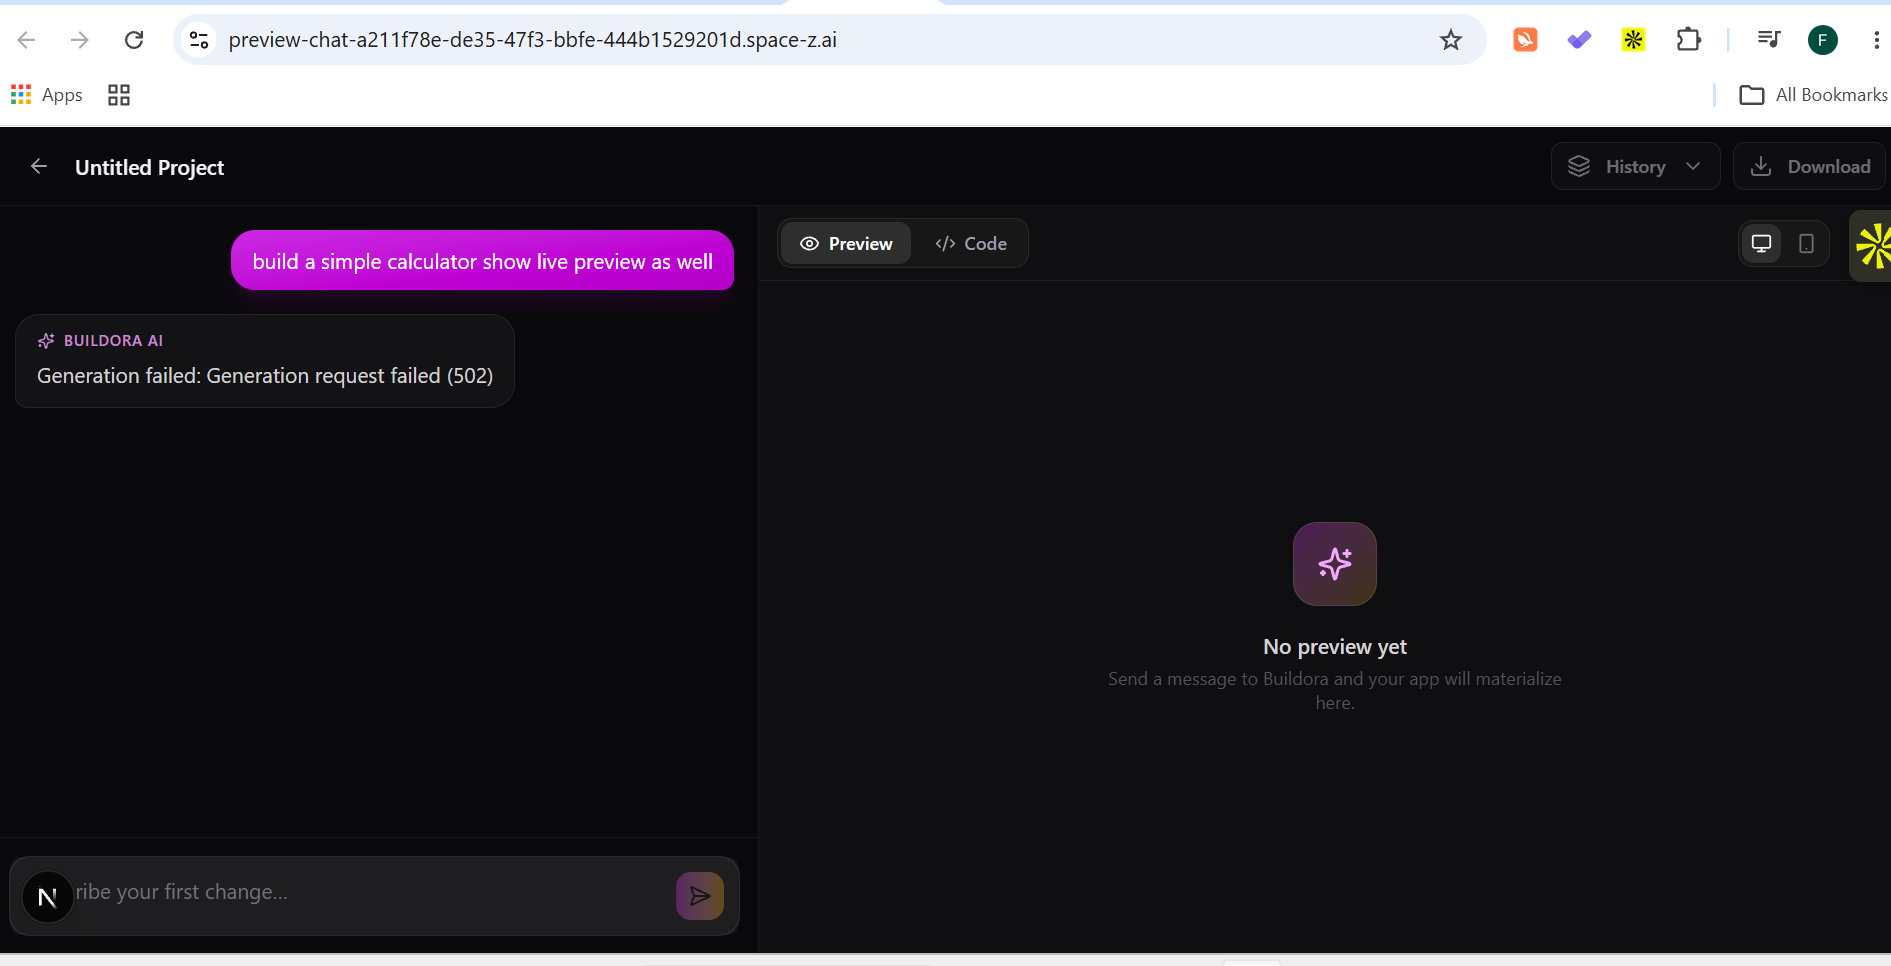 preview-chat-a211f78e-de35-47f3-bbfe-444b1529201d.space-z.ai
F
Apps
All Bookmarks
Untitled Project
History
Download
build a simple calculator show live preview as well
Preview
</> Code
BUILDORA AI
Generation failed: Generation request failed (502)
No preview yet
Send a message to Buildora and your app will materialize
here.
N
ribe your first change...